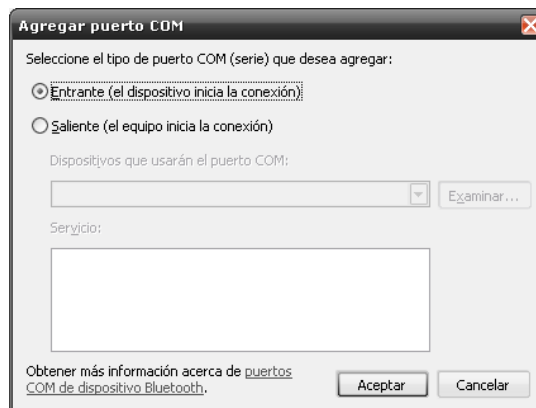 Agregar puerto COM
Seleccione el tipo de puerto COM (serie) que desea agregar:
Entrante (el dispositivo inicia la conexión)
Saliente (el equipo inicia la conexión)
Dispositivos que usarán el puerto COM:
Examinar...
Servicio:
Obtener más información acerca de puertos
COM de dispositivo Bluetooth.
Aceptar
Cancelar